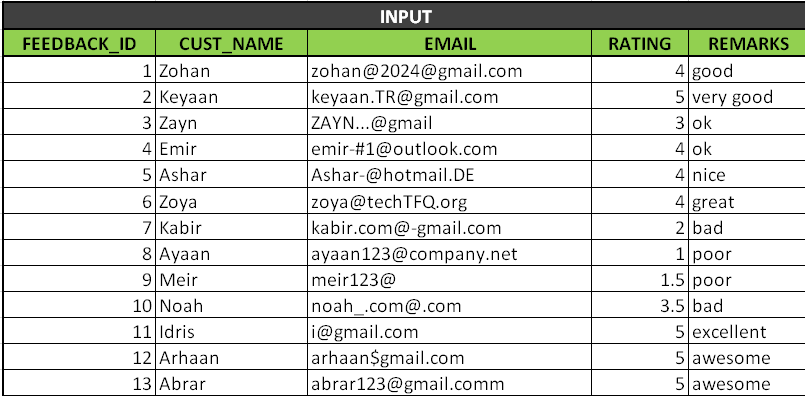 INPUT
FEEDBACK_ID CUST_NAME EMAIL RATING REMARKS
1 Zohan zohan@2024@gmail.com 4 good
2 Keyaan keyaan.TR@gmail.com 5 very good
3 Zayn ZAYN...@gmail 3 ok
4 Emir emir-#1@outlook.com 4 ok
5 Ashar Ashar-@hotmail.DE 4 nice
6 Zoya zoya@techTFQ.org 4 great
7 Kabir kabir.com@-gmail.com 2 bad
8 Ayaan ayaan123@company.net 1 poor
9 Meir meir123@ 1.5 poor
10 Noah noah_.com@.com 3.5 bad
11 Idris i@gmail.com 5 excellent
12 Arhaan arhaan$gmail.com 5 awesome
13 Abrar abrar123@gmail.comm 5 awesome